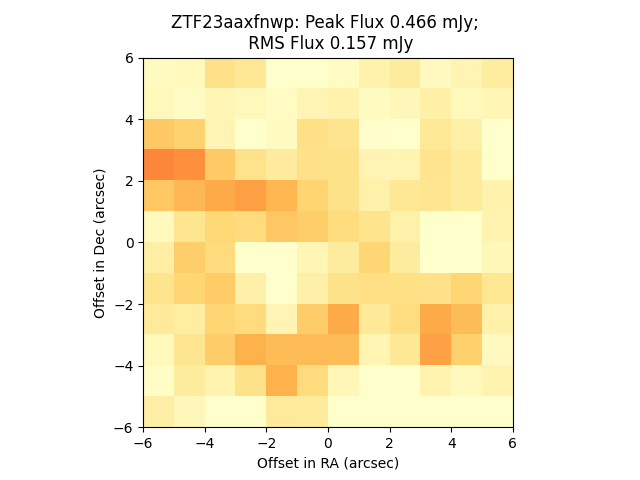 ZTF23aaxfnwp: Peak Flux 0.466 mJy;
RMS Flux 0.157 mJy
6
4
2
0
−2
−4
−6
Offset in Dec (arcsec)
−6 −4 −2 0 2 4 6
Offset in RA (arcsec)